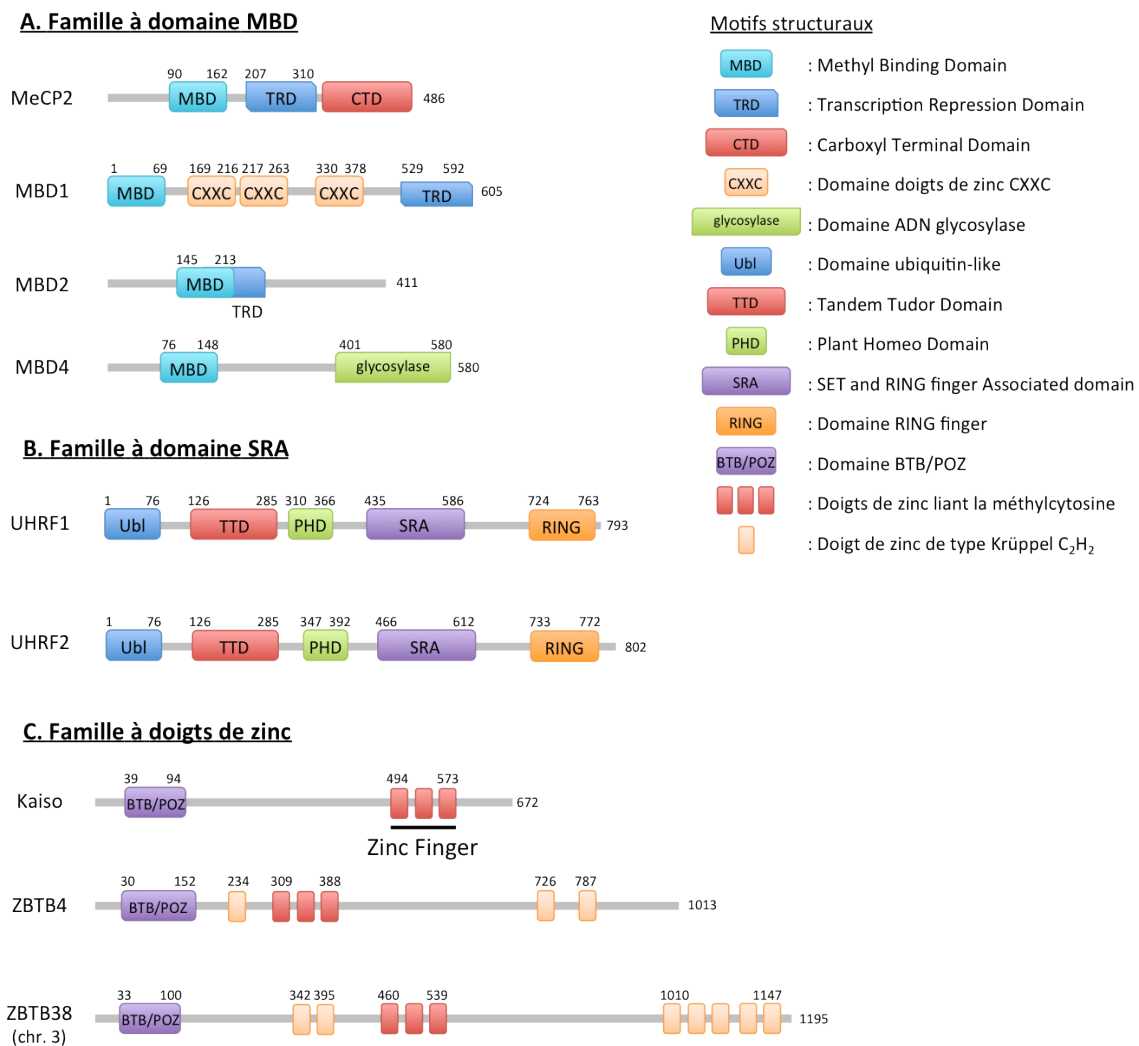 A. Famille à domaine MBD
90 162 207 310
MeCP2 MBD TRD CTD 486
1 69 169 216 217 263 330 378 529 592
MBD1 MBD CXXC CXXC CXXC TRD 605
145 213
MBD2 MBD 411
TRD
76 148 401 580
MBD4 MBD glycosylase 580
B. Famille à domaine SRA
1 76 126 285 310 366 435 586 724 763
UHRF1 Ubl TTD PHD SRA RING 793
1 76 126 285 347 392 466 612 733 772
UHRF2 Ubl TTD PHD SRA RING 802
C. Famille à doigts de zinc
39 94 494 573
Kaiso BTB/POZ 672
Zinc Finger
30 152 234 309 388 726 787
ZBTB4 BTB/POZ 1013
33 100 342 395 460 539 1010 1147
ZBTB38 BTB/POZ 1195
(chr. 3)
Motifs structuraux
MBD : Methyl Binding Domain
TRD : Transcription Repression Domain
CTD : Carboxyl Terminal Domain
CXXC : Domaine doigts de zinc CXXC
glycosylase : Domaine ADN glycosylase
Ubl : Domaine ubiquitin-like
TTD : Tandem Tudor Domain
PHD : Plant Homeo Domain
SRA : SET and RING finger Associated domain
RING : Domaine RING finger
BTB/POZ : Domaine BTB/POZ
: Doigts de zinc liant la méthylcytosine
: Doigt de zinc de type Krüppel C₂H₂